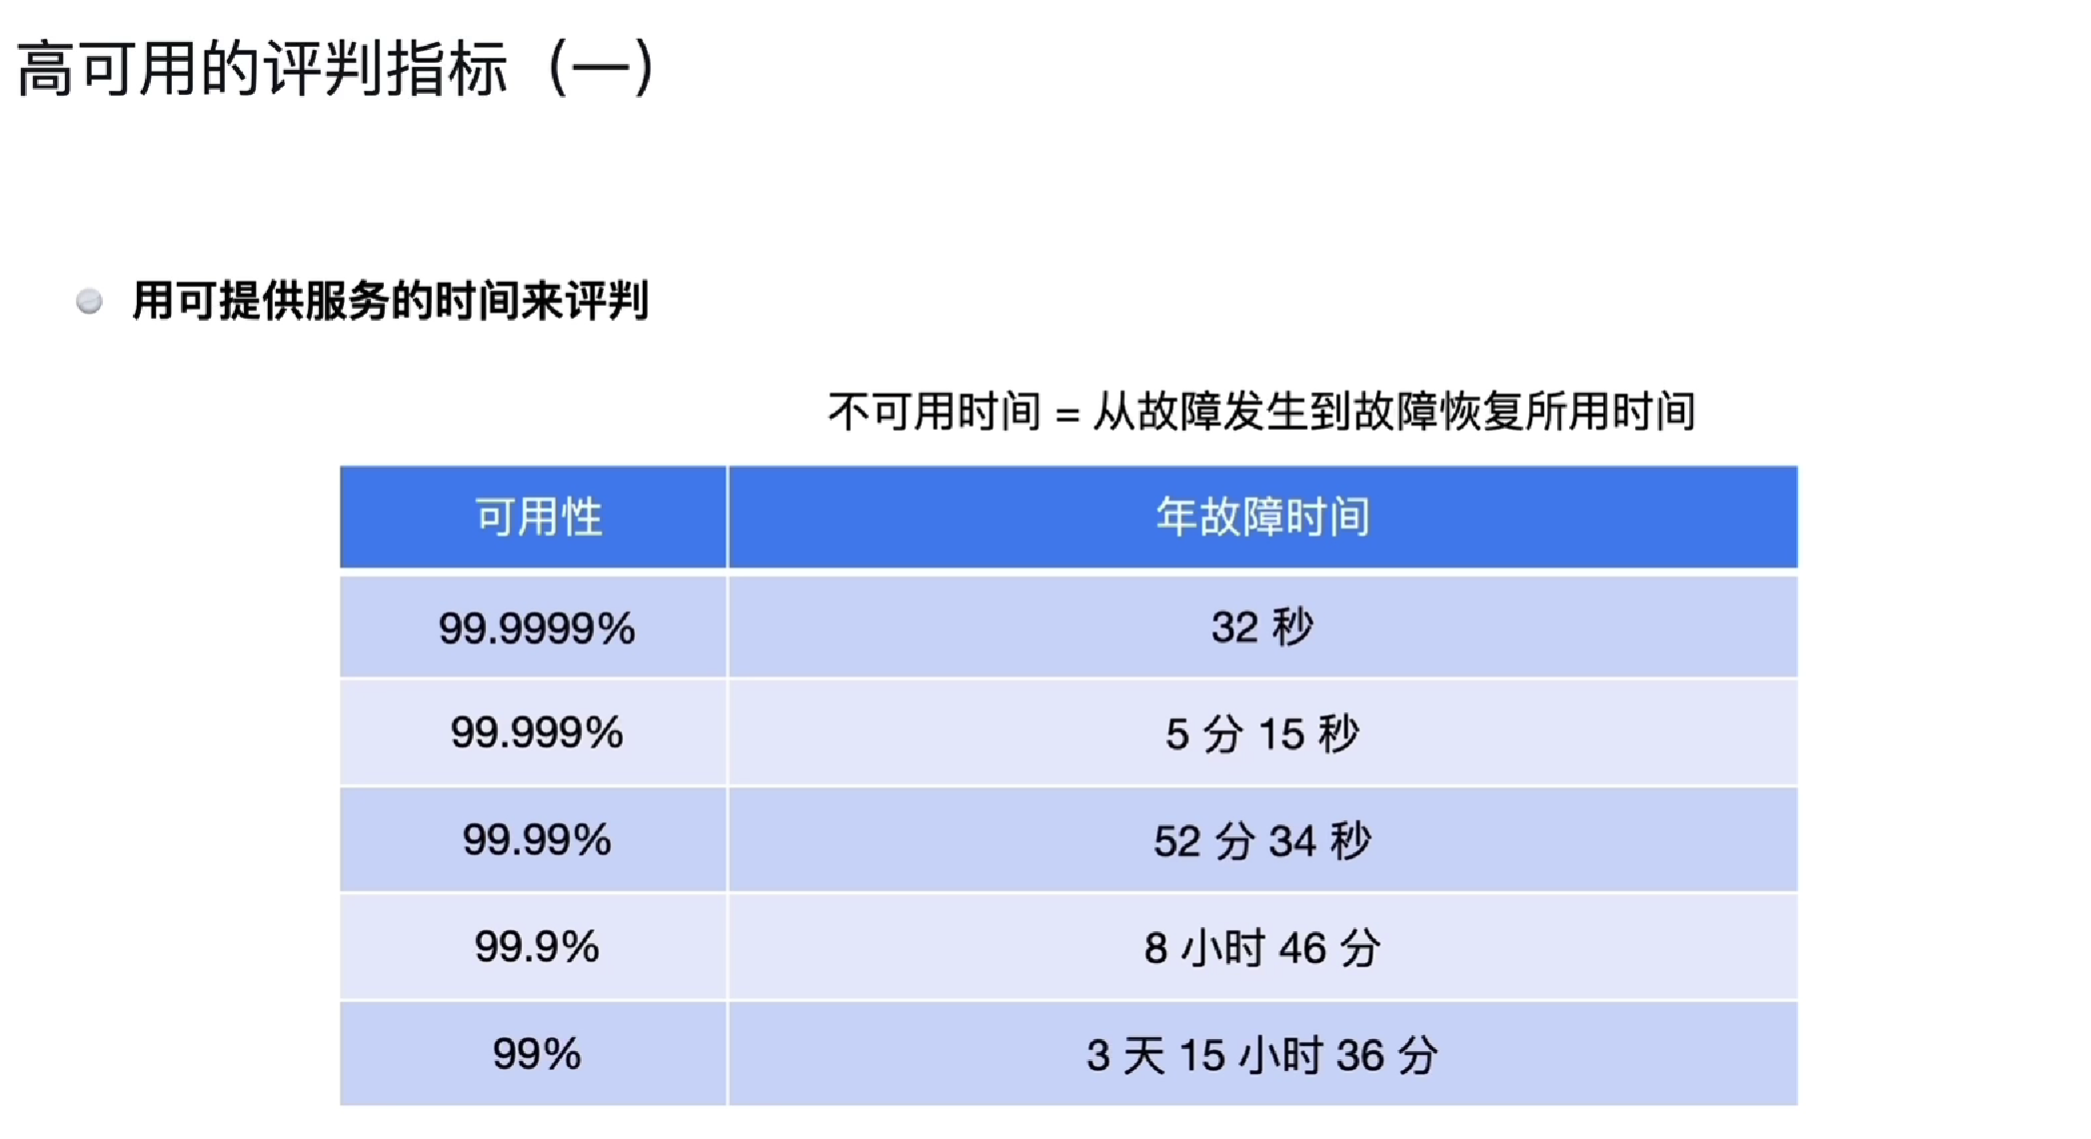 高可用的评判指标（一）
用可提供服务的时间来评判
不可用时间 = 从故障发生到故障恢复所用时间
可用性 年故障时间
99.9999% 32 秒
99.999% 5 分 15 秒
99.99% 52 分 34 秒
99.9% 8 小时 46 分
99% 3 天 15 小时 36 分